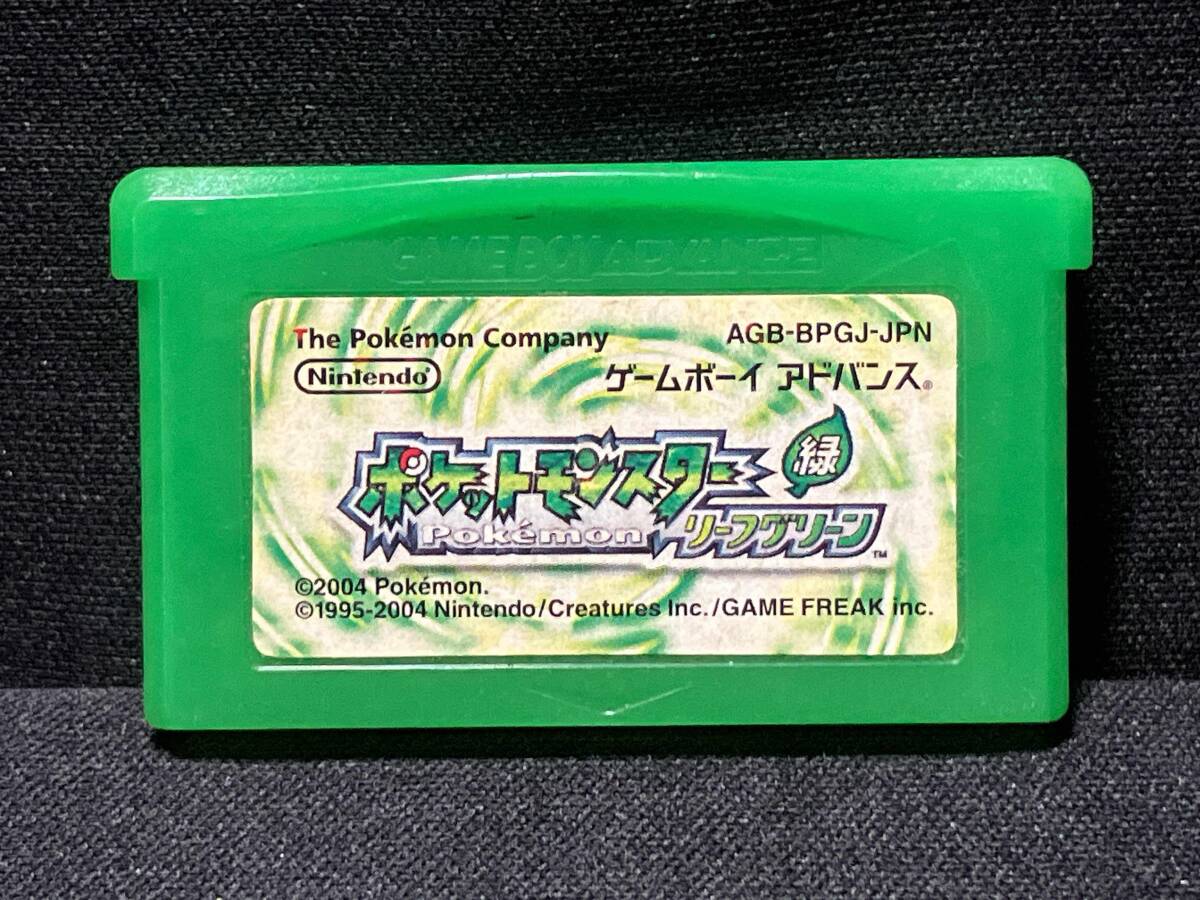 GAME BOY ADVANCE
The Pokémon Company
AGB-BPGJ-JPN
Nintendo®
ゲームボーイ アドバンス®
ポケットモンスター
緑
Pokémon
リーフグリーン™
©2004 Pokémon.
©1995-2004 Nintendo/Creatures Inc./GAME FREAK inc.